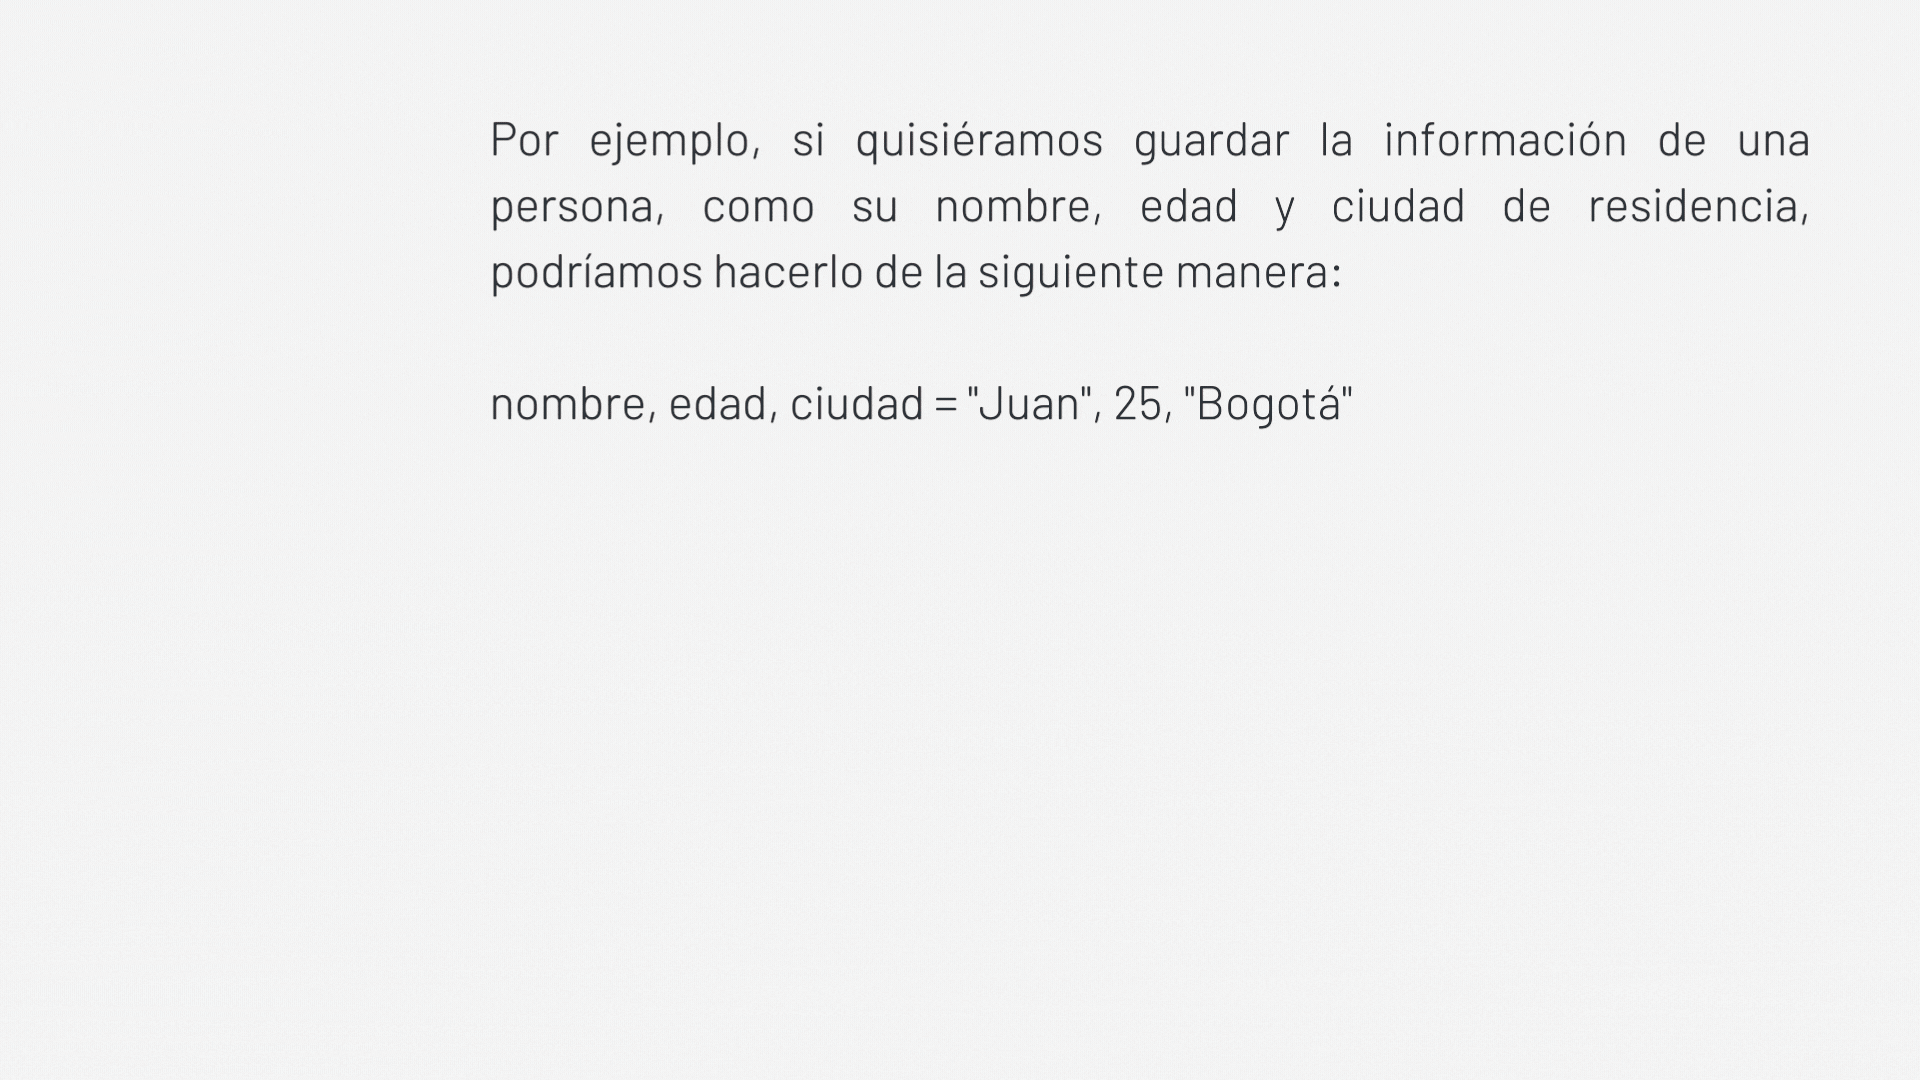 Por ejemplo, si quisiéramos guardar la información de una
persona, como su nombre, edad y ciudad de residencia,
podríamos hacerlo de la siguiente manera:
nombre, edad, ciudad = "Juan", 25, "Bogotá"